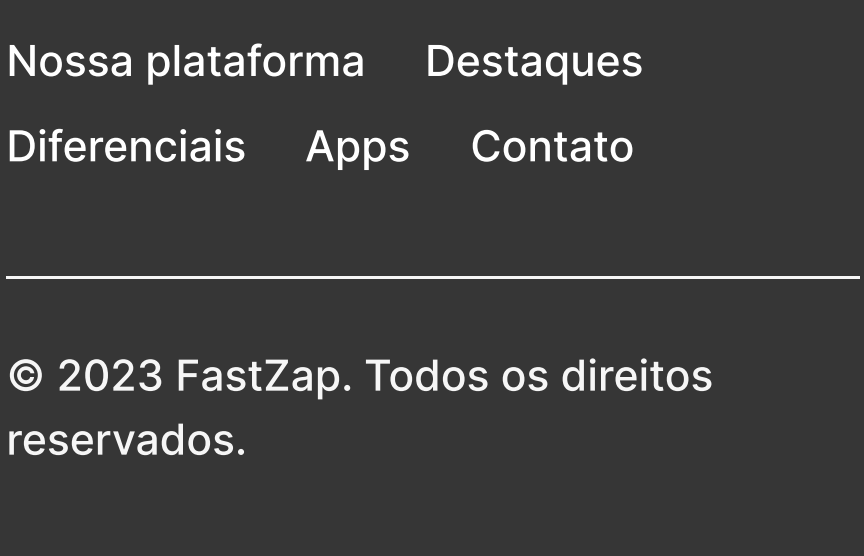 Nossa plataforma Destaques
Diferenciais Apps Contato
© 2023 FastZap. Todos os direitos
reservados.